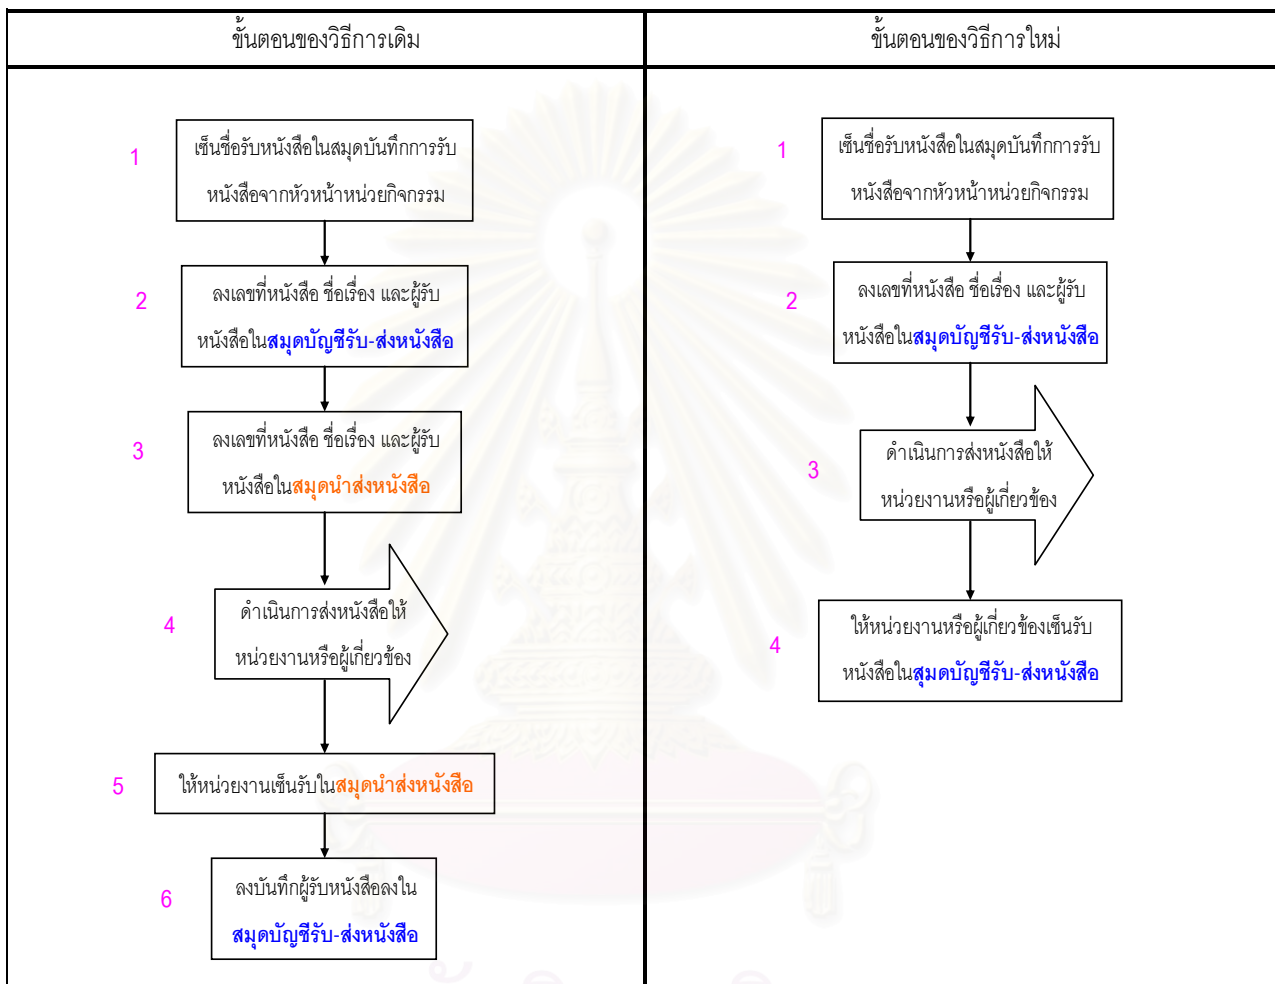 ขั้นตอนของวิธีการเดิม
1
เซ็นชื่อรับหนังสือในสมุดบันทึกการรับ
หนังสือจากหัวหน้าหน่วยกิจกรรม
2
ลงเลขที่หนังสือ ชื่อเรื่อง และผู้รับ
หนังสือในสมุดบัญชีรับ-ส่งหนังสือ
3
ลงเลขที่หนังสือ ชื่อเรื่อง และผู้รับ
หนังสือในสมุดนำส่งหนังสือ
4
ดำเนินการส่งหนังสือให้
หน่วยงานหรือผู้เกี่ยวข้อง
5
ให้หน่วยงานเซ็นรับในสมุดนำส่งหนังสือ
6
ลงบันทึกผู้รับหนังสือลงใน
สมุดบัญชีรับ-ส่งหนังสือ
ขั้นตอนของวิธีการใหม่
1
เซ็นชื่อรับหนังสือในสมุดบันทึกการรับ
หนังสือจากหัวหน้าหน่วยกิจกรรม
2
ลงเลขที่หนังสือ ชื่อเรื่อง และผู้รับ
หนังสือในสมุดบัญชีรับ-ส่งหนังสือ
3
ดำเนินการส่งหนังสือให้
หน่วยงานหรือผู้เกี่ยวข้อง
4
ให้หน่วยงานหรือผู้เกี่ยวข้องเซ็นรับ
หนังสือในสุมดบัญชีรับ-ส่งหนังสือ